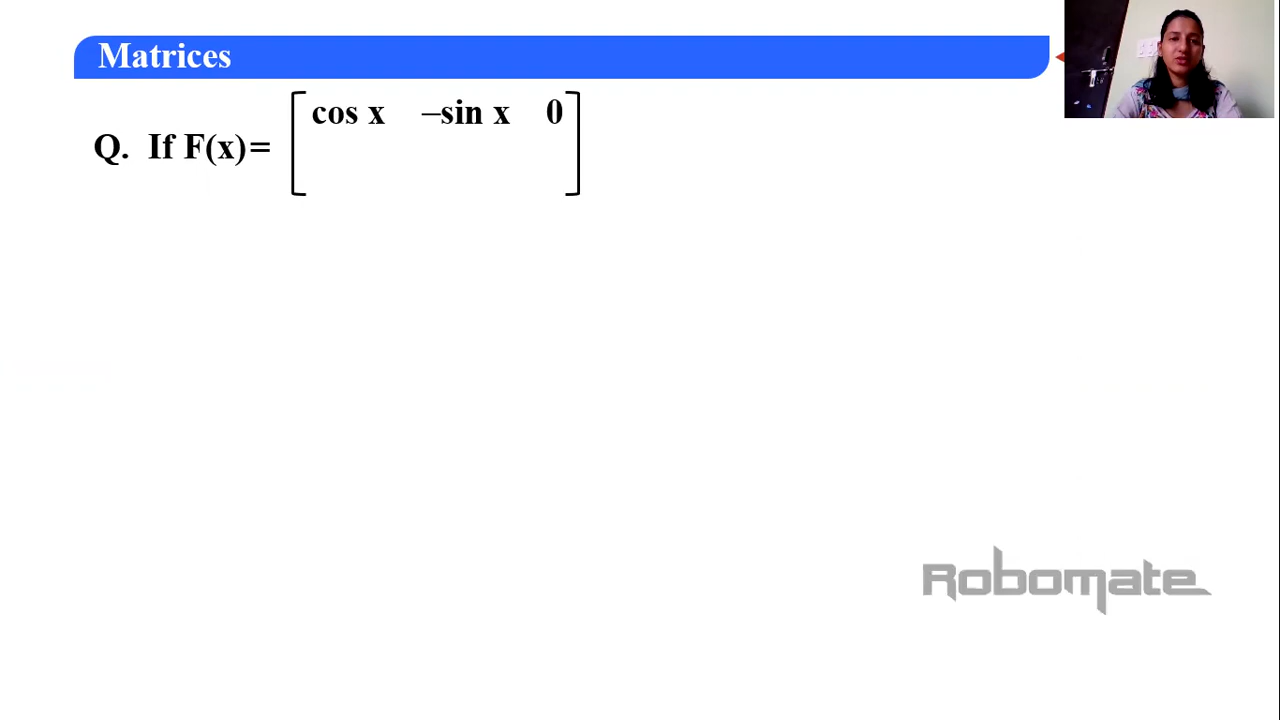 Matrices
cos x –sin x 0
Q. If F(x)=
Robomate